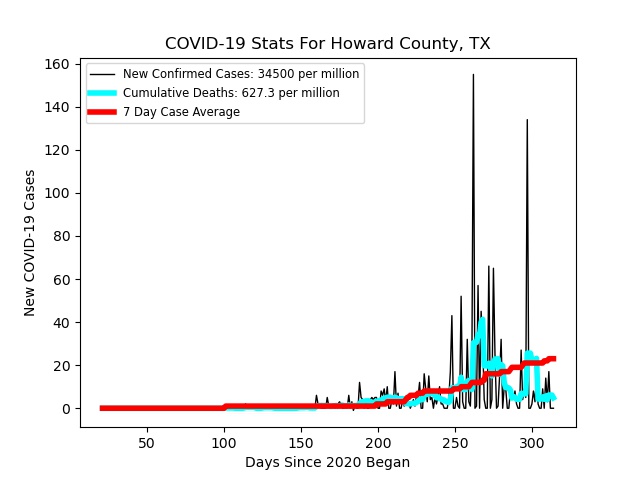 COVID-19 Stats For Howard County, TX
New Confirmed Cases: 34500 per million
Cumulative Deaths: 627.3 per million
7 Day Case Average
New COVID-19 Cases
160
140
120
100
80
60
40
20
0
50 100 150 200 250 300
Days Since 2020 Began